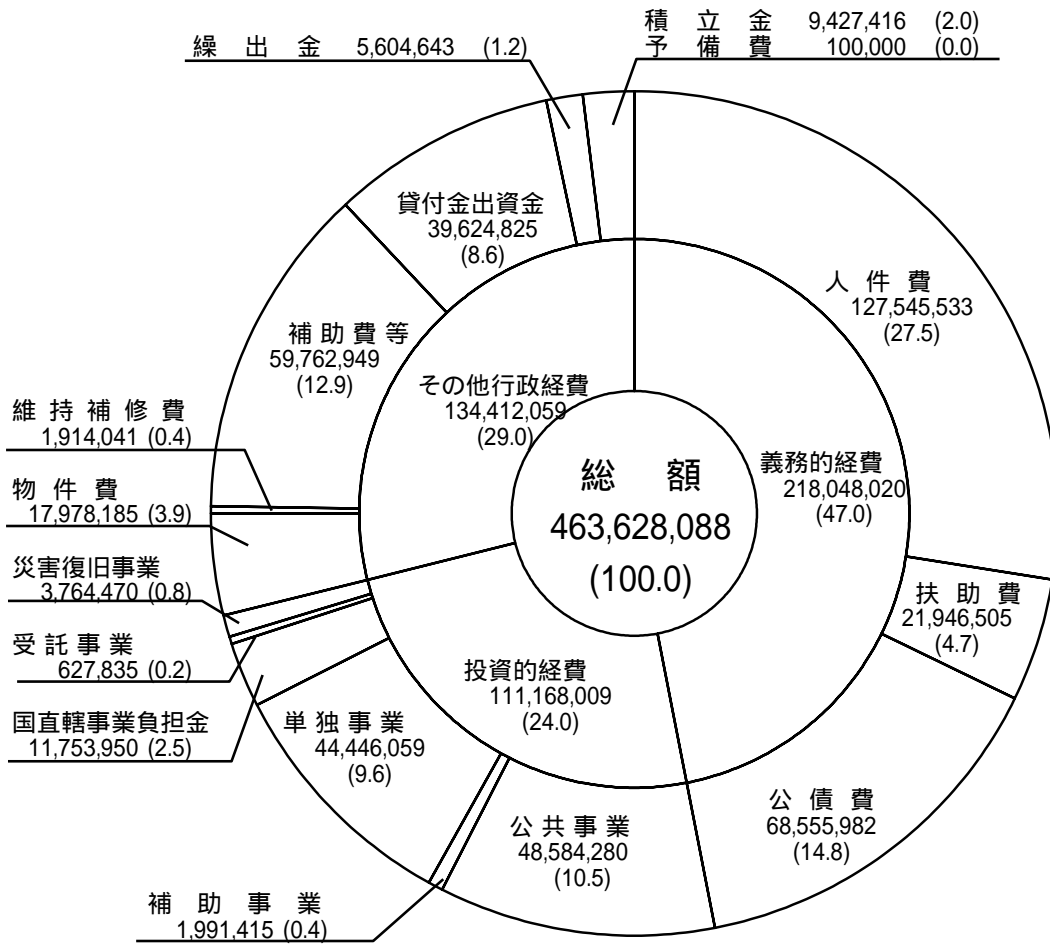 積立金 9,427,416 (2.0)
予備費 100,000 (0.0)
繰出金 5,604,643 (1.2)
貸付金出資金
39,624,825
(8.6)
人件費
127,545,533
(27.5)
補助費等
59,762,949
(12.9)
その他行政経費
134,412,059
(29.0)
維持補修費
1,914,041 (0.4)
義務的経費
218,048,020
(47.0)
総額
463,628,088
(100.0)
物件費
17,978,185 (3.9)
災害復旧事業
3,764,470 (0.8)
扶助費
21,946,505
(4.7)
受託事業
627,835 (0.2)
投資的経費
111,168,009
(24.0)
国直轄事業負担金
11,753,950 (2.5)
単独事業
44,446,059
(9.6)
公債費
68,555,982
(14.8)
公共事業
48,584,280
(10.5)
補助事業
1,991,415 (0.4)